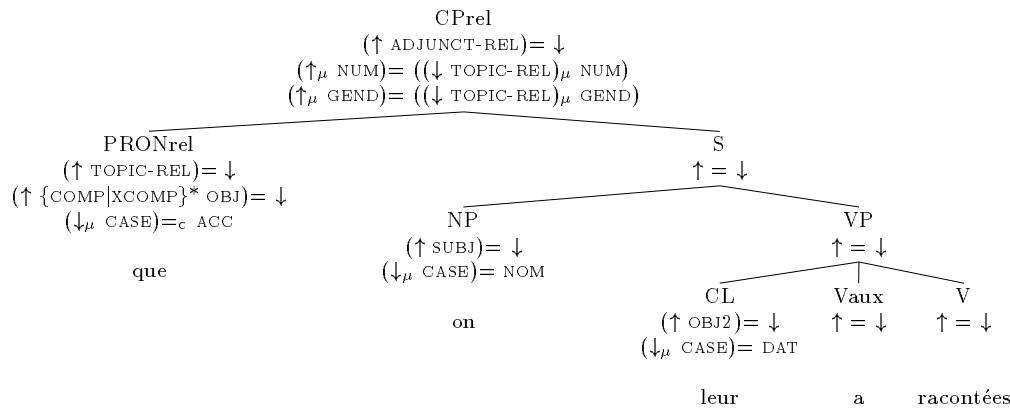 CPrel
(↑ ADJUNCT-REL)= ↓
(↑μ NUM)= ((↓ TOPIC-REL)μ NUM)
(↑μ GEND)= ((↓ TOPIC-REL)μ GEND)
PRONrel
(↑ TOPIC-REL)= ↓
(↑ {COMP|XCOMP}* OBJ)= ↓
(↓μ CASE)=c ACC
que
S
↑ = ↓
NP
(↑ SUBJ)= ↓
(↓μ CASE)= NOM
on
VP
↑ = ↓
CL
(↑ OBJ2)= ↓
(↓μ CASE)= DAT
leur
Vaux
↑ = ↓
a
V
↑ = ↓
racontées